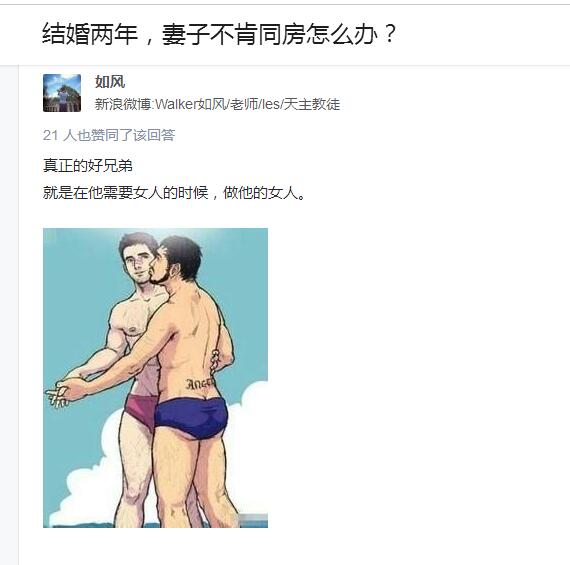 结婚两年，妻子不肯同房怎么办？
如风
新浪微博:Walker如风/老师/les/天主教徒
21 人也赞同了该回答
真正的好兄弟
就是在他需要女人的时候，做他的女人。